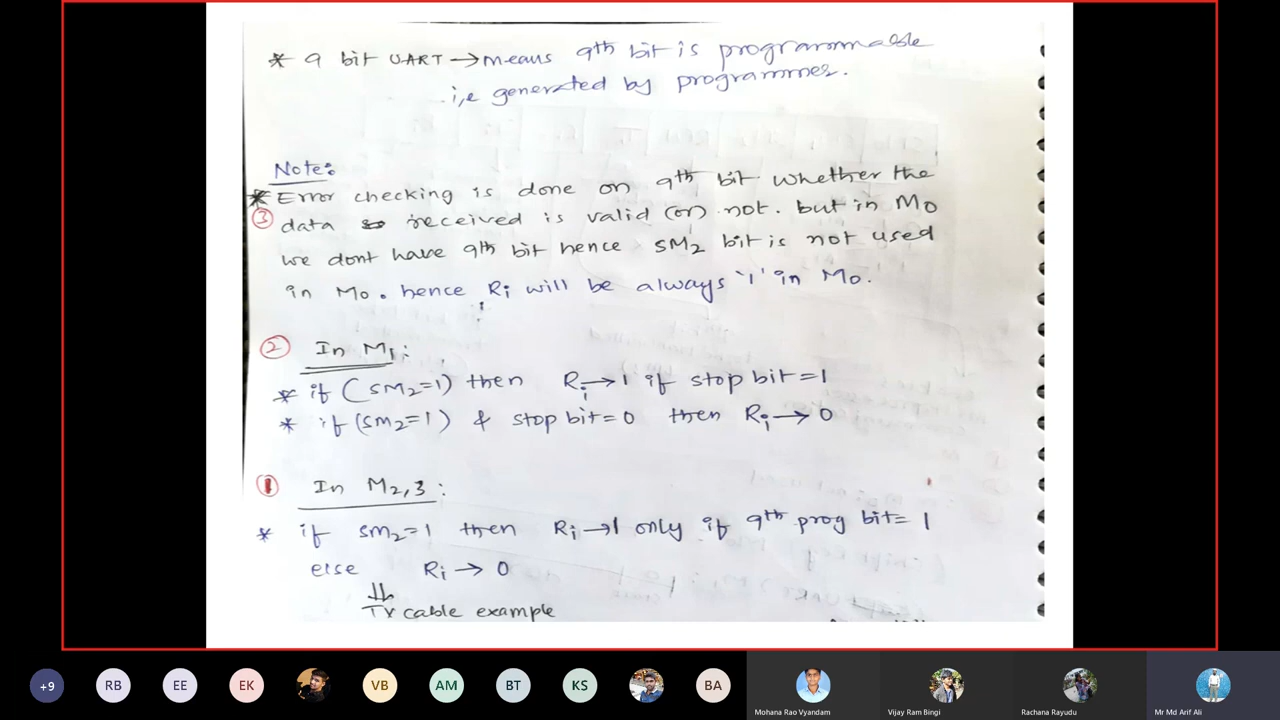 * 9 bit UART → means 9th bit is programmable
i,e generated by programmer.
Note:
* Error checking is done on 9th bit whether the
③ data received is valid (or) not. but in M0
we dont have 9th bit hence SM2 bit is not used
in M0. hence Ri will be always '1' in M0.
② In M1:
* if (SM2=1) then Ri→1 if stop bit=1
* if (SM2=1) & stop bit=0 then Ri→0
① In M2,3:
* if SM2=1 then Ri→1 only if 9th prog bit=1
else Ri→0
⇓
TV cable example
+9 RB EE EK VB AM BT KS BA
Mohana Rao Vyandam Vijay Ram Bingi Rachana Rayudu Mr Md Arif Ali